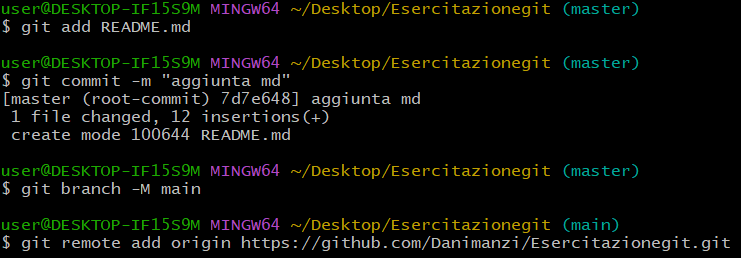 user@DESKTOP-IF15S9M MINGW64 ~/Desktop/Esercitazionegit (master)
$ git add README.md
user@DESKTOP-IF15S9M MINGW64 ~/Desktop/Esercitazionegit (master)
$ git commit -m "aggiunta md"
[master (root-commit) 7d7e648] aggiunta md
 1 file changed, 12 insertions(+)
 create mode 100644 README.md
user@DESKTOP-IF15S9M MINGW64 ~/Desktop/Esercitazionegit (master)
$ git branch -M main
user@DESKTOP-IF15S9M MINGW64 ~/Desktop/Esercitazionegit (main)
$ git remote add origin https://github.com/Danimanzi/Esercitazionegit.git